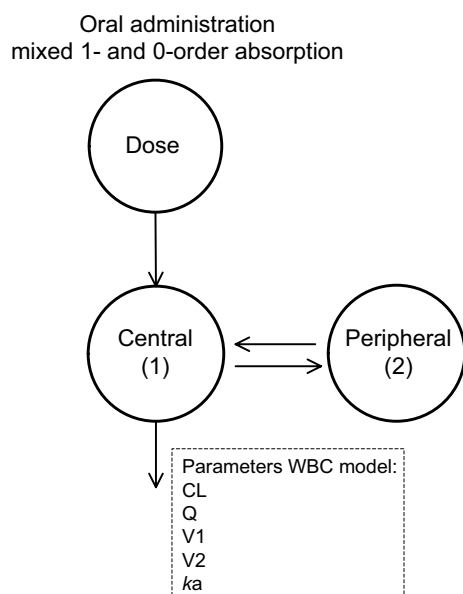 Oral administration
mixed 1- and 0-order absorption
Dose
Central
(1)
Peripheral
(2)
Parameters WBC model:
CL
Q
V1
V2
ka